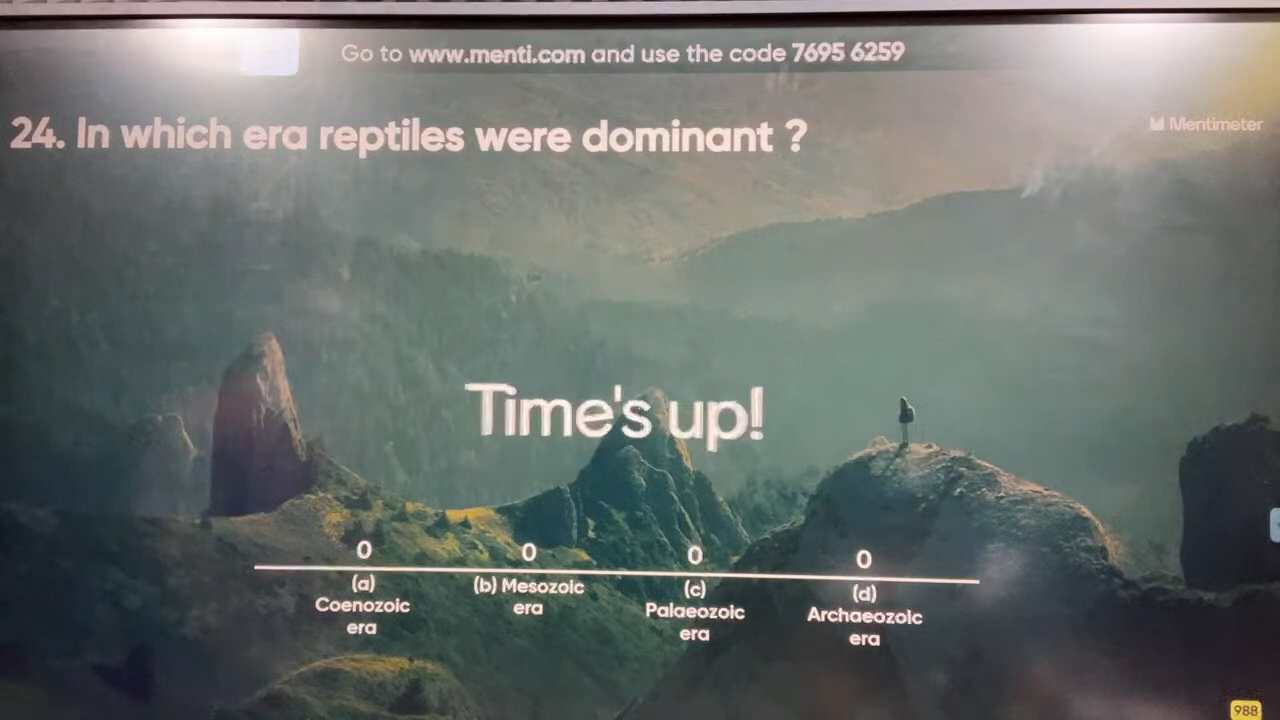 Go to www.menti.com and use the code 7695 6259
24. In which era reptiles were dominant ?
Mentimeter
Time's up!
0 0 0 0
(a) Coenozoic era
(b) Mesozoic era
(c) Palaeozoic era
(d) Archaeozoic era
988